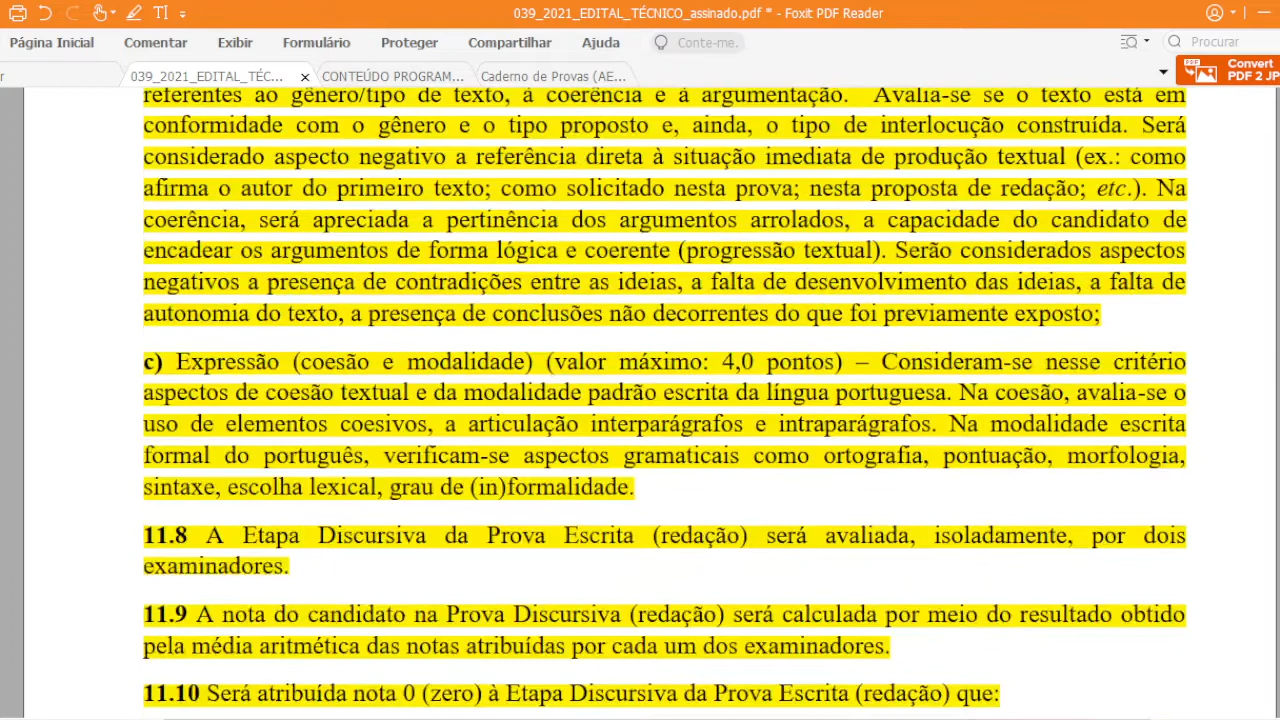 039_2021_EDITAL_TÉCNICO_assinado.pdf * - Foxit PDF Reader
Página Inicial Comentar Exibir Formulário Proteger Compartilhar Ajuda Conte-me. Procurar
r 039_2021_EDITAL_TÉC... × CONTEÚDO PROGRAM... Caderno de Provas (AE...
PDF Convert
PDF 2 JP
referentes ao gênero/tipo de texto, à coerência e à argumentação. Avalia-se se o texto está em
conformidade com o gênero e o tipo proposto e, ainda, o tipo de interlocução construída. Será
considerado aspecto negativo a referência direta à situação imediata de produção textual (ex.: como
afirma o autor do primeiro texto; como solicitado nesta prova; nesta proposta de redação; etc.). Na
coerência, será apreciada a pertinência dos argumentos arrolados, a capacidade do candidato de
encadear os argumentos de forma lógica e coerente (progressão textual). Serão considerados aspectos
negativos a presença de contradições entre as ideias, a falta de desenvolvimento das ideias, a falta de
autonomia do texto, a presença de conclusões não decorrentes do que foi previamente exposto;
c) Expressão (coesão e modalidade) (valor máximo: 4,0 pontos) – Consideram-se nesse critério
aspectos de coesão textual e da modalidade padrão escrita da língua portuguesa. Na coesão, avalia-se o
uso de elementos coesivos, a articulação interparágrafos e intraparágrafos. Na modalidade escrita
formal do português, verificam-se aspectos gramaticais como ortografia, pontuação, morfologia,
sintaxe, escolha lexical, grau de (in)formalidade.
11.8 A Etapa Discursiva da Prova Escrita (redação) será avaliada, isoladamente, por dois
examinadores.
11.9 A nota do candidato na Prova Discursiva (redação) será calculada por meio do resultado obtido
pela média aritmética das notas atribuídas por cada um dos examinadores.
11.10 Será atribuída nota 0 (zero) à Etapa Discursiva da Prova Escrita (redação) que: